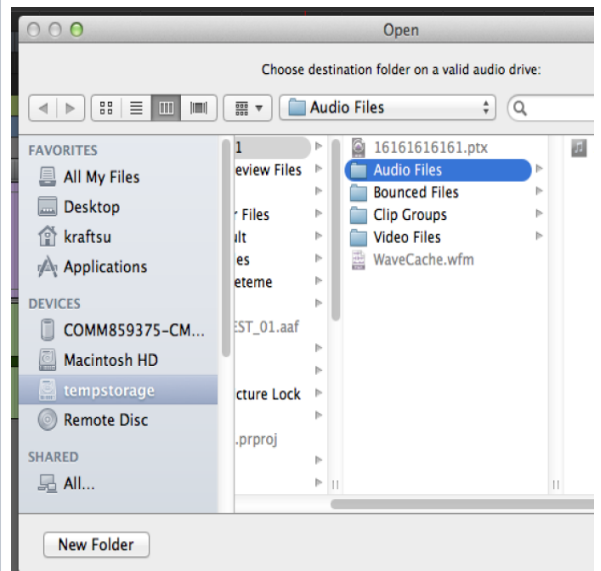 Open
Choose destination folder on a valid audio drive:
Audio Files
FAVORITES
All My Files
Desktop
kraftsu
Applications
DEVICES
COMM859375-CM...
Macintosh HD
tempstorage
Remote Disc
SHARED
All...
1
eview Files
r Files
ult
es
eteme
EST_01.aaf
cture Lock
.prproj
16161616161.ptx
Audio Files
Bounced Files
Clip Groups
Video Files
WaveCache.wfm
New Folder